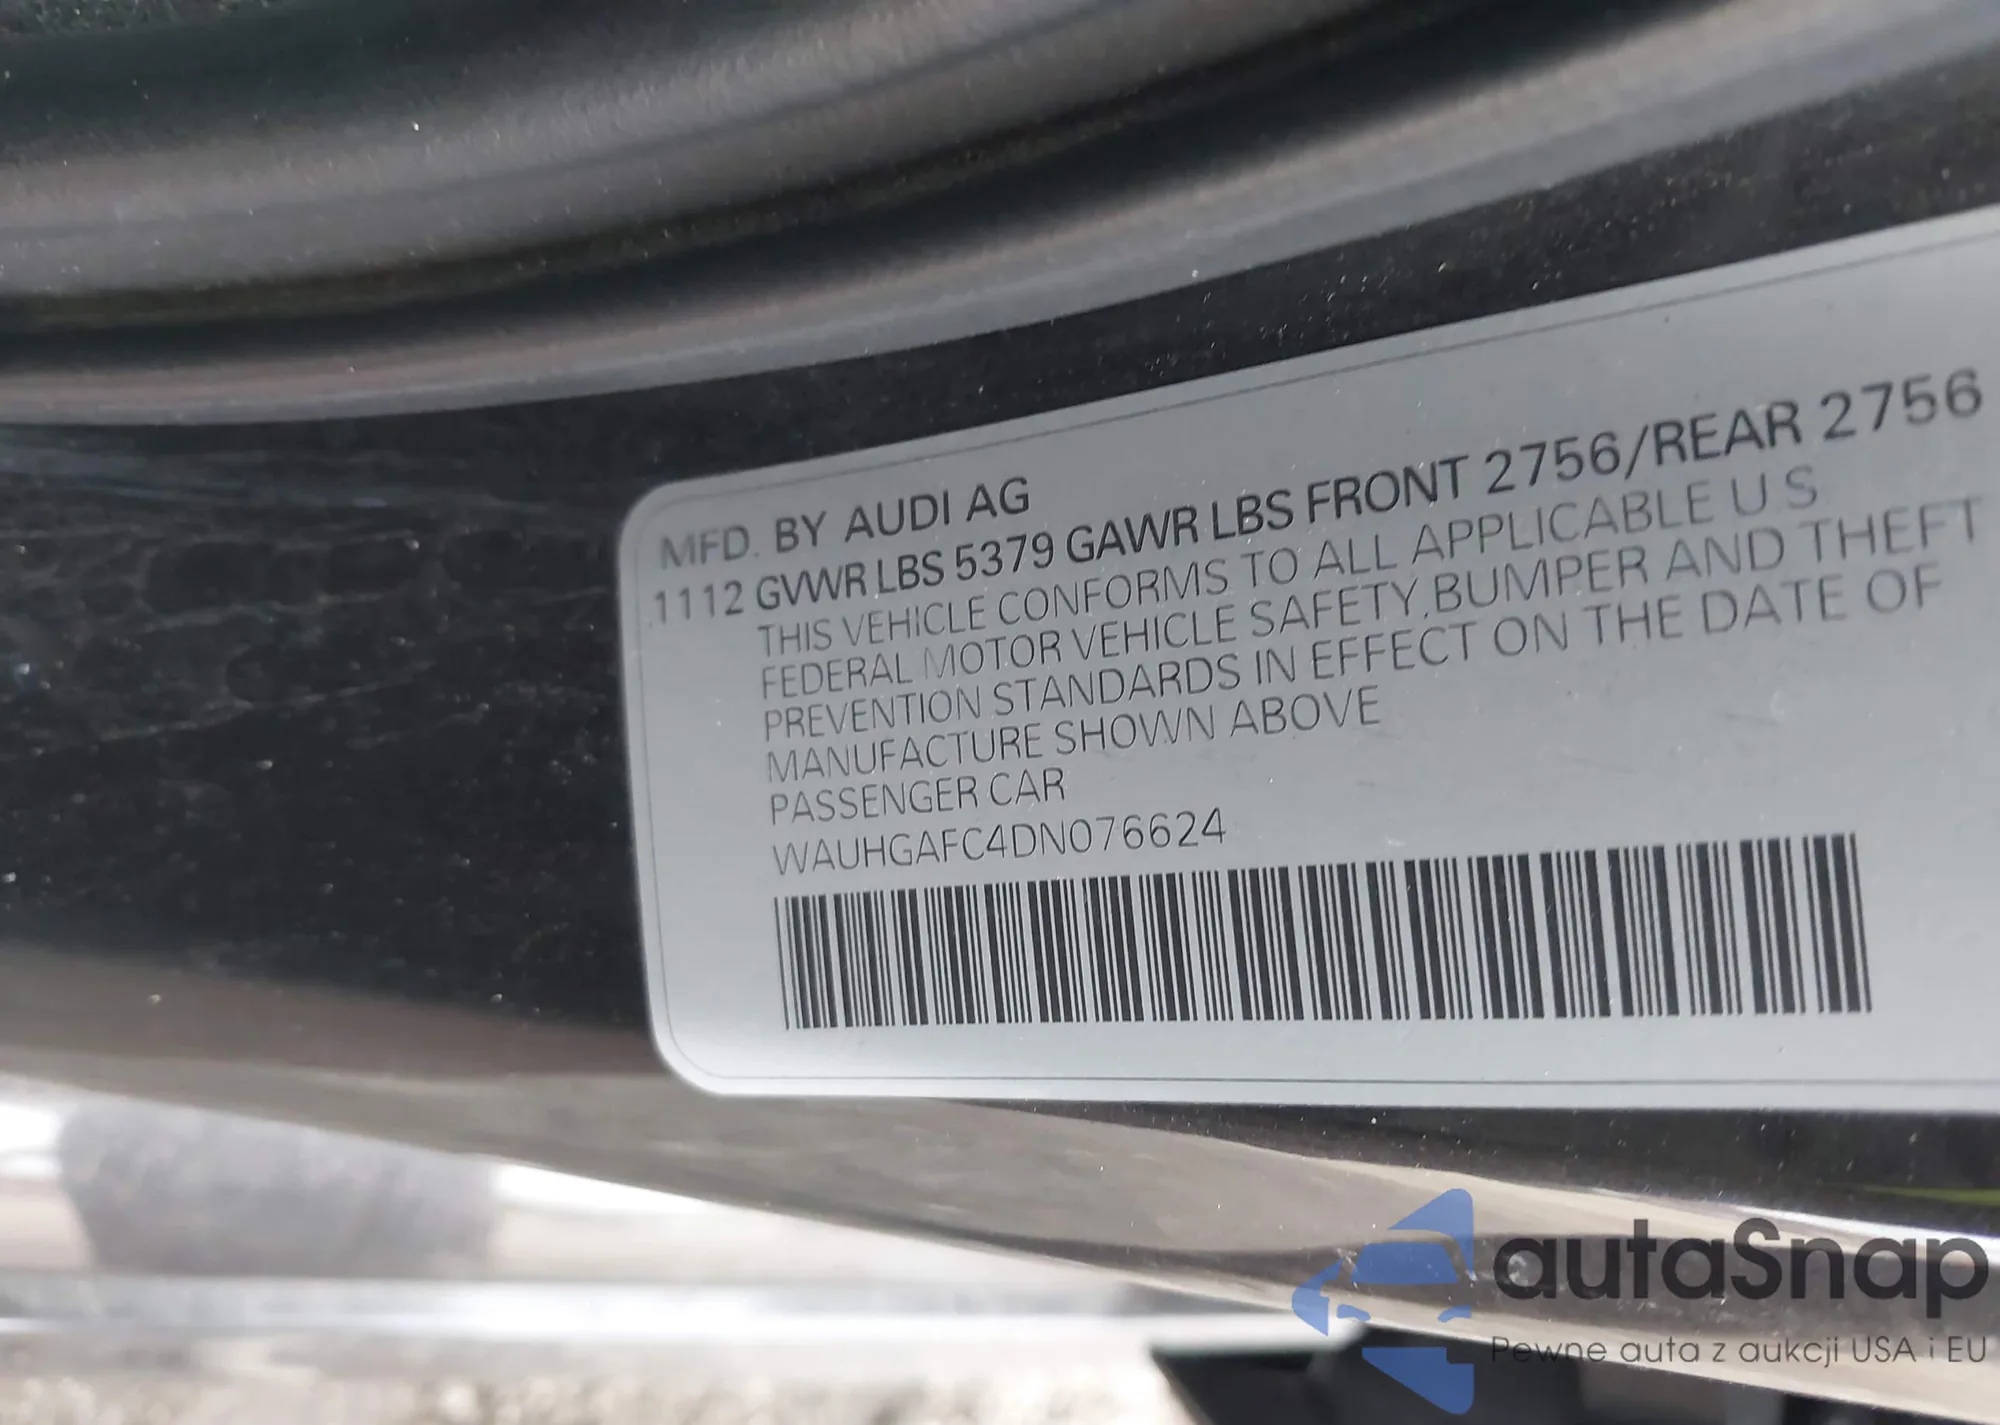 MFD. BY AUDI AG
1112 GVWR LBS 5379 GAWR LBS FRONT 2756/REAR 2756
THIS VEHICLE CONFORMS TO ALL APPLICABLE U S
FEDERAL MOTOR VEHICLE SAFETY,BUMPER AND THEFT
PREVENTION STANDARDS IN EFFECT ON THE DATE OF
MANUFACTURE SHOWN ABOVE
PASSENGER CAR
WAUHGAFC4DN076624
autaSnap
Pewne auta z aukcji USA i EU